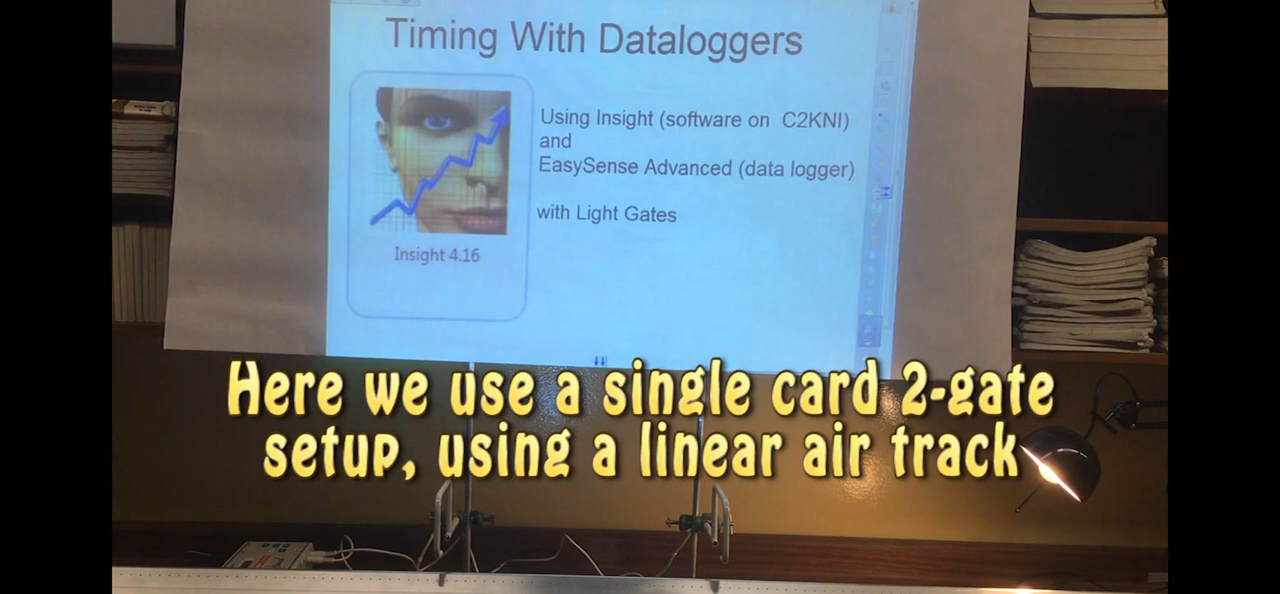 Timing With Dataloggers
Using Insight (software on C2KNI)
and
EasySense Advanced (data logger)
with Light Gates
Insight 4.16
Here we use a single card 2-gate
setup, using a linear air track